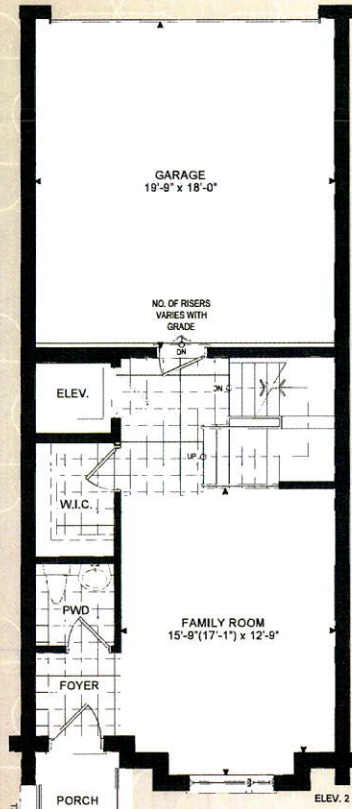 GARAGE
19'-9" x 18'-0"
NO. OF RISERS
VARIES WITH
GRADE
DN
ELEV.
DN
W.I.C.
UP
PWD
FAMILY ROOM
15'-9"(17'-1") x 12'-9"
FOYER
PORCH
ELEV. 2